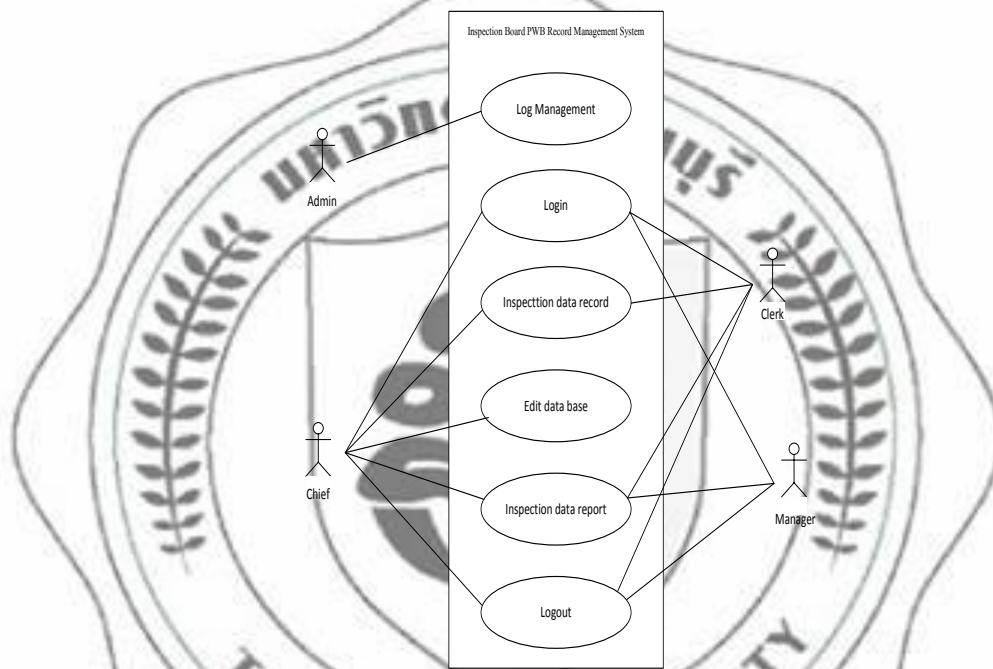 Inspection Board PWB Record Management System
Log Management
Admin
Login
Clerk
Inspecttion data record
Edit data base
Chief
Inspection data report
Manager
Logout